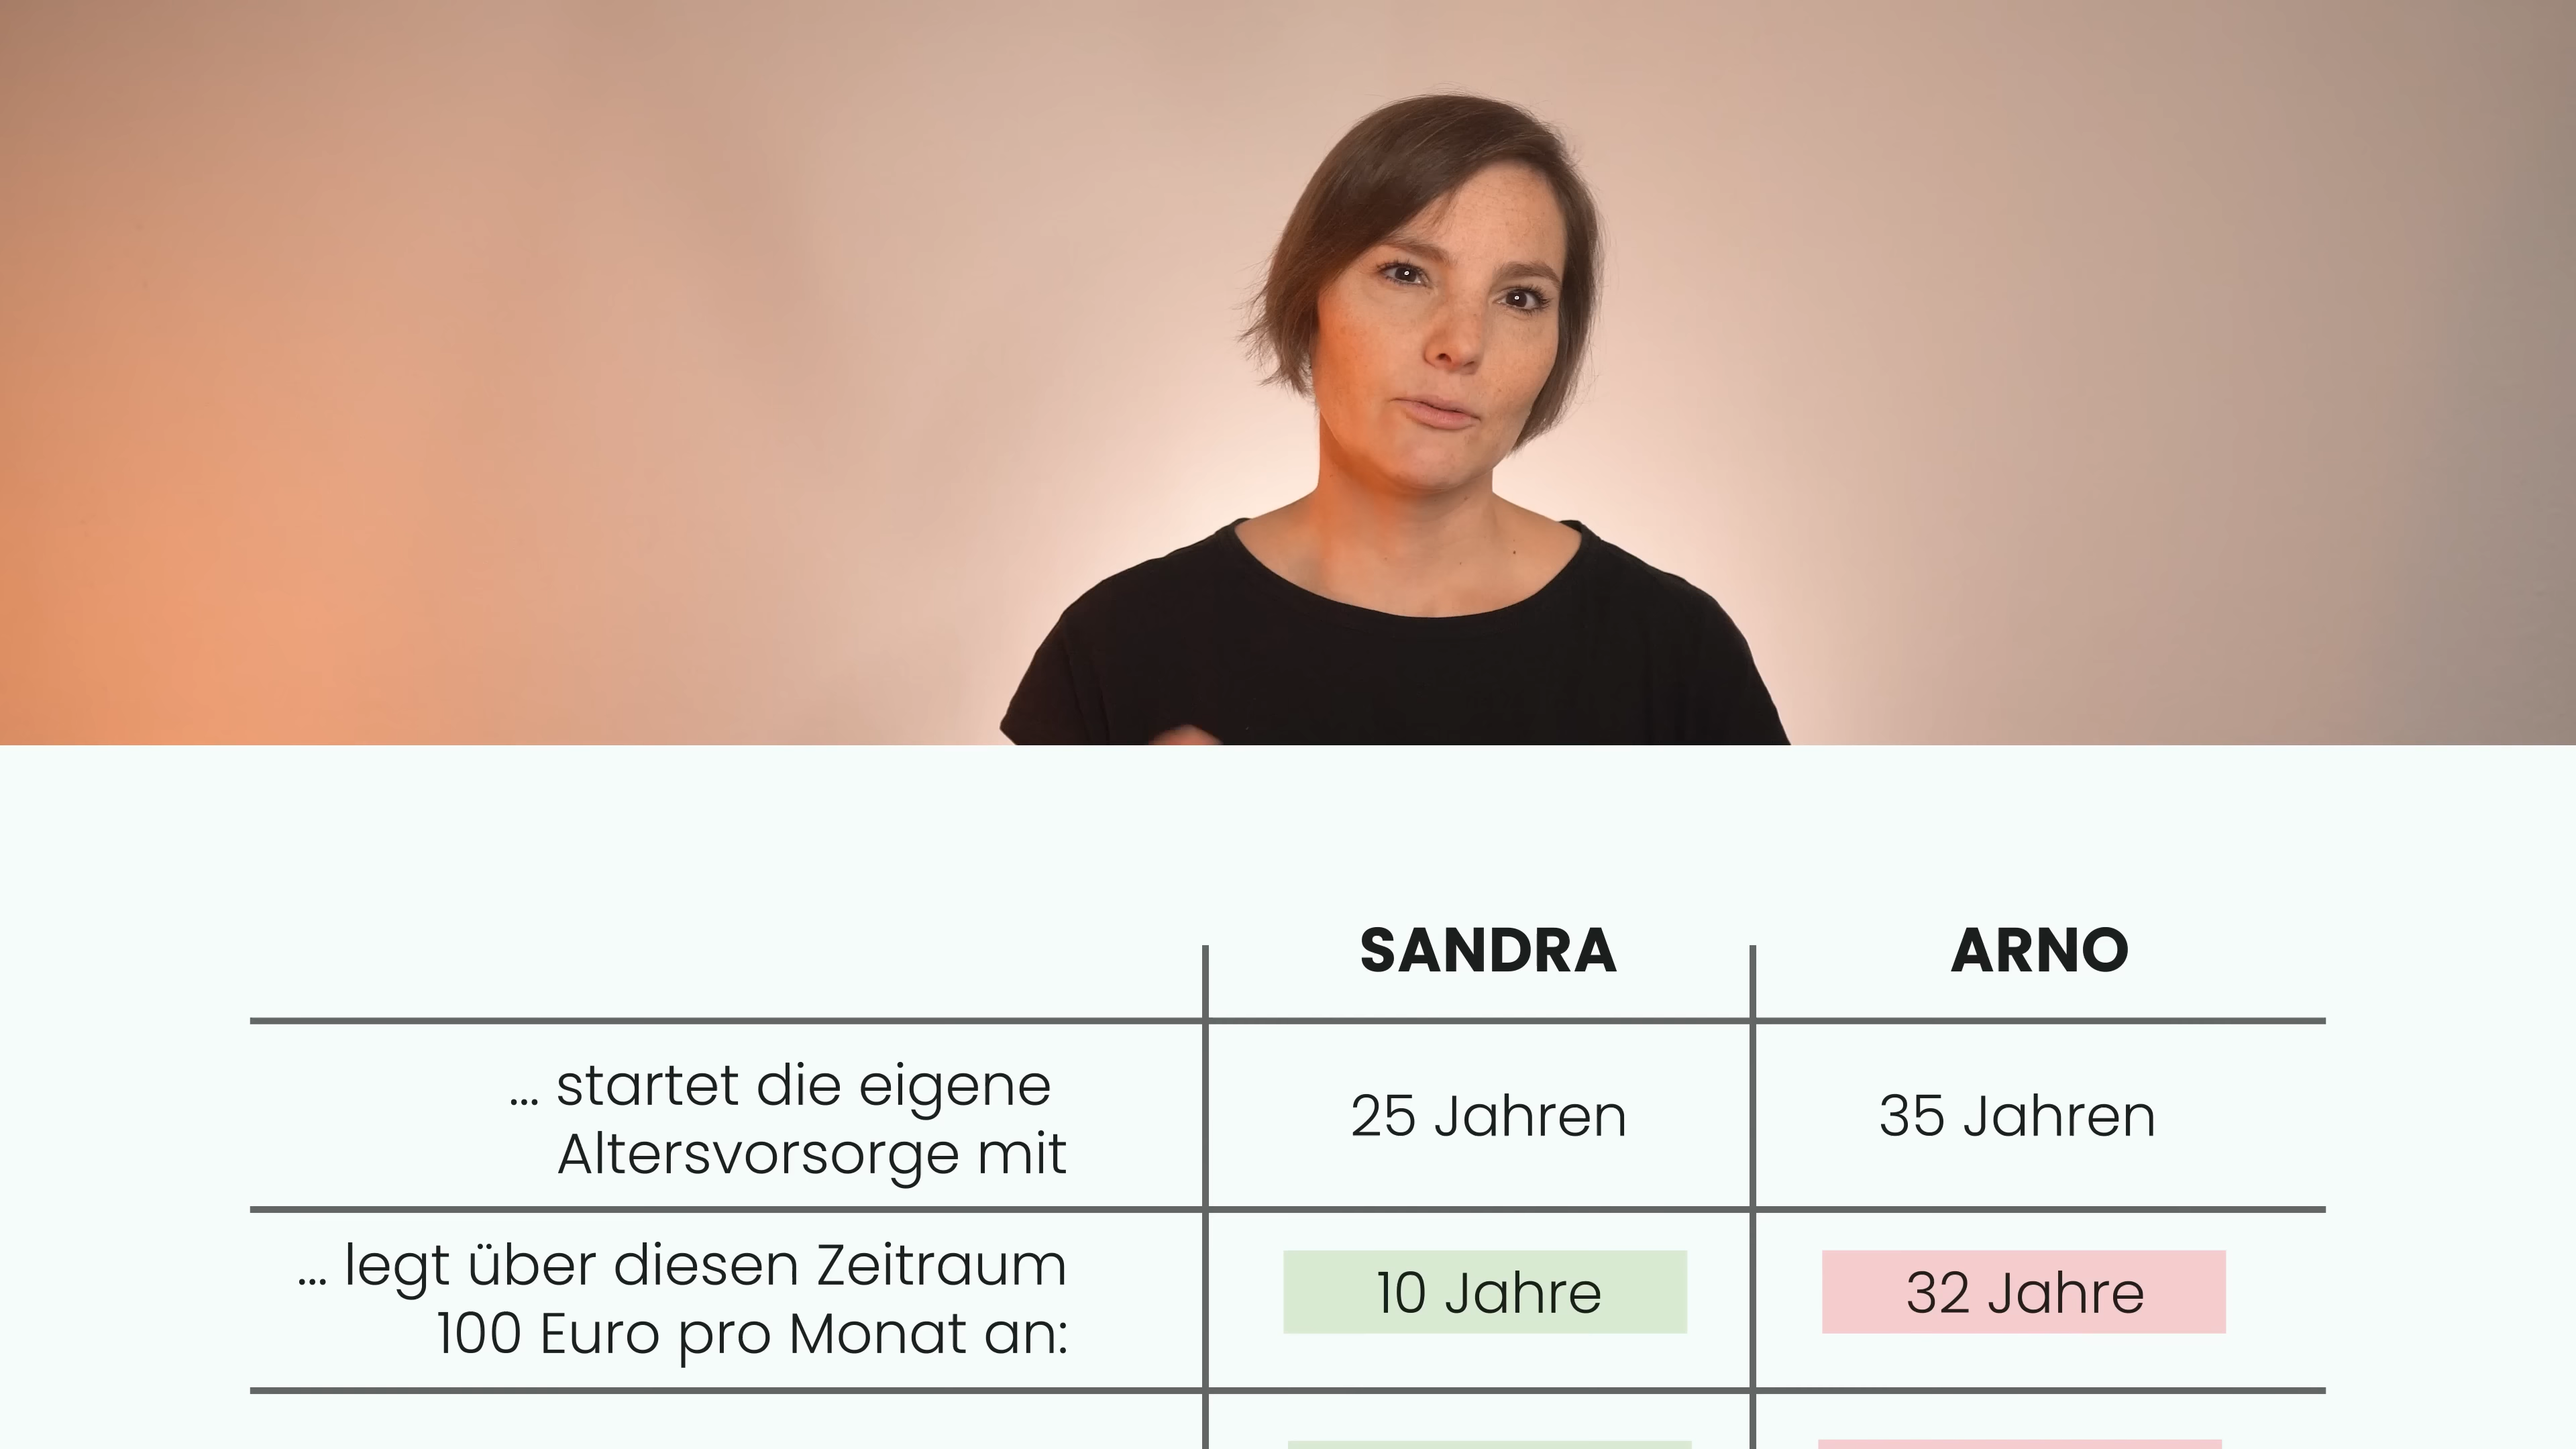 SANDRA
ARNO
... startet die eigene
Altersvorsorge mit
25 Jahren
35 Jahren
... legt über diesen Zeitraum
100 Euro pro Monat an:
10 Jahre
32 Jahre